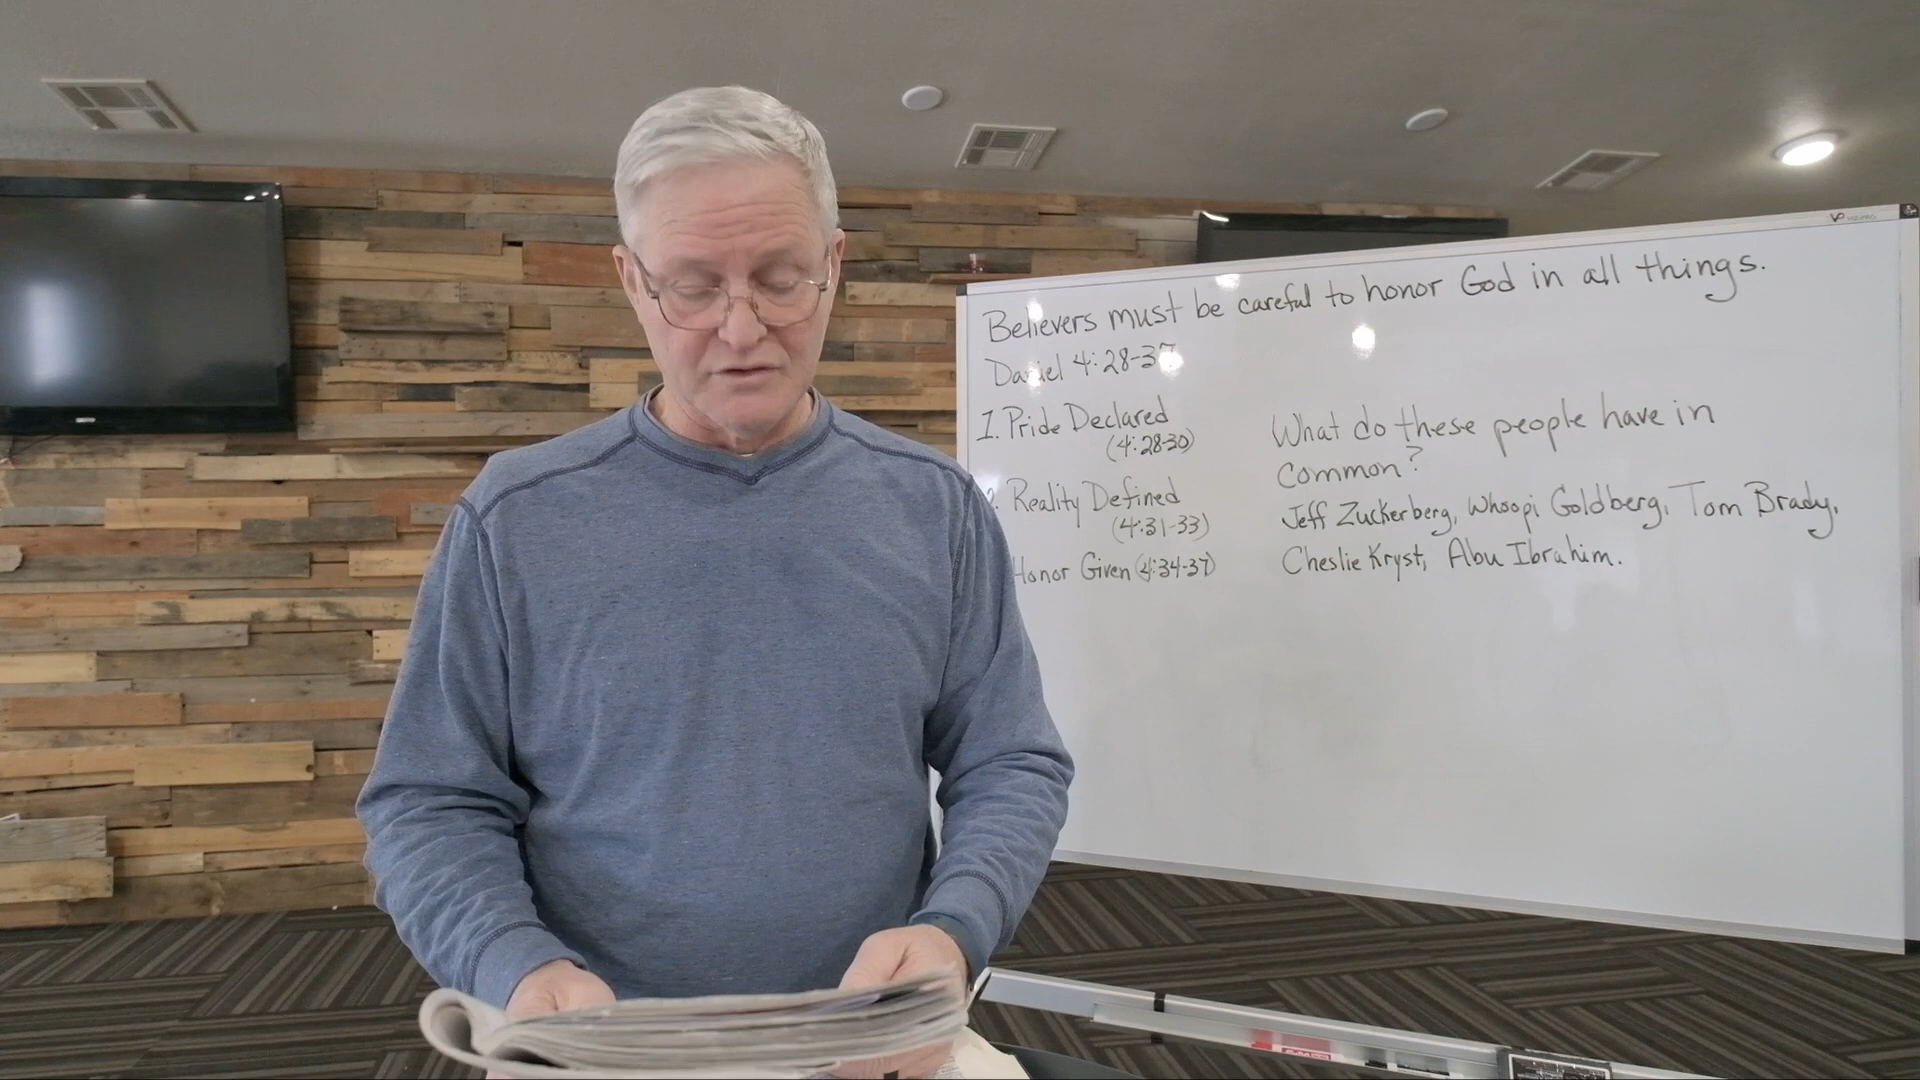 Believers must be careful to honor God in all things.
Daniel 4:28-37
1. Pride Declared
(4:28-30)
Reality Defined
(4:31-33)
Honor Given (4:34-37)
What do these people have in
common?
Jeff Zuckerberg, Whoopi Goldberg, Tom Brady,
Cheslie Kryst, Abu Ibrahim.